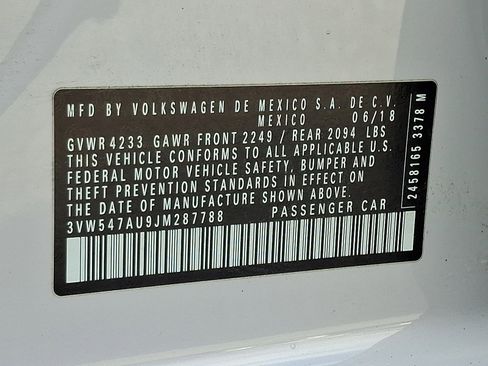 MFD BY VOLKSWAGEN DE MEXICO S.A. DE C.V.
MEXICO 06/18
GVWR 4233 GAWR FRONT 2249 / REAR 2094 LBS
THIS VEHICLE CONFORMS TO ALL APPLICABLE U.S.
FEDERAL MOTOR VEHICLE SAFETY, BUMPER AND
THEFT PREVENTION STANDARDS IN EFFECT ON
THE DATE OF MANUFACTURE SHOWN ABOVE.
3VW547AU9JM287788 PASSENGER CAR
2458165 3378 M